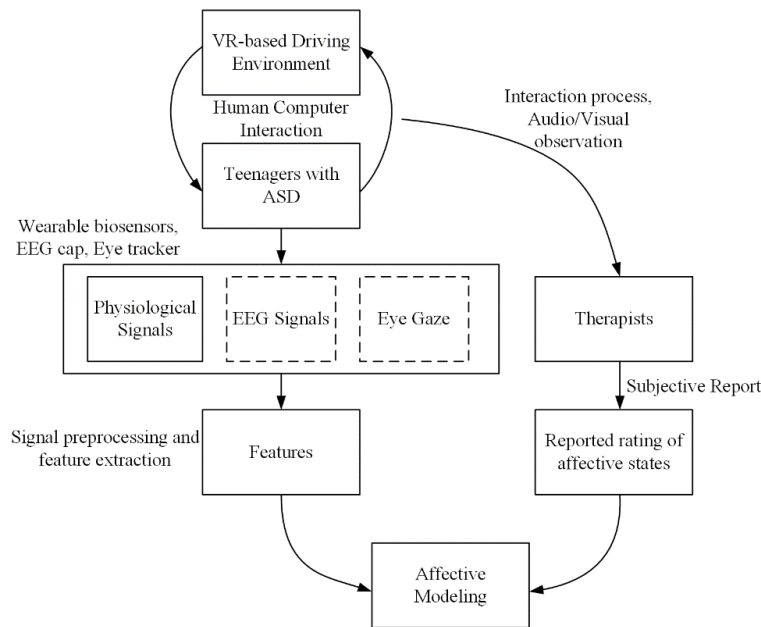 VR-based Driving
Environment
Human Computer
Interaction
Interaction process,
Audio/Visual
observation
Teenagers with
ASD
Wearable biosensors,
EEG cap, Eye tracker
Physiological
Signals
EEG Signals
Eye Gaze
Therapists
Subjective Report
Signal preprocessing and
feature extraction
Features
Reported rating of
affective states
Affective
Modeling